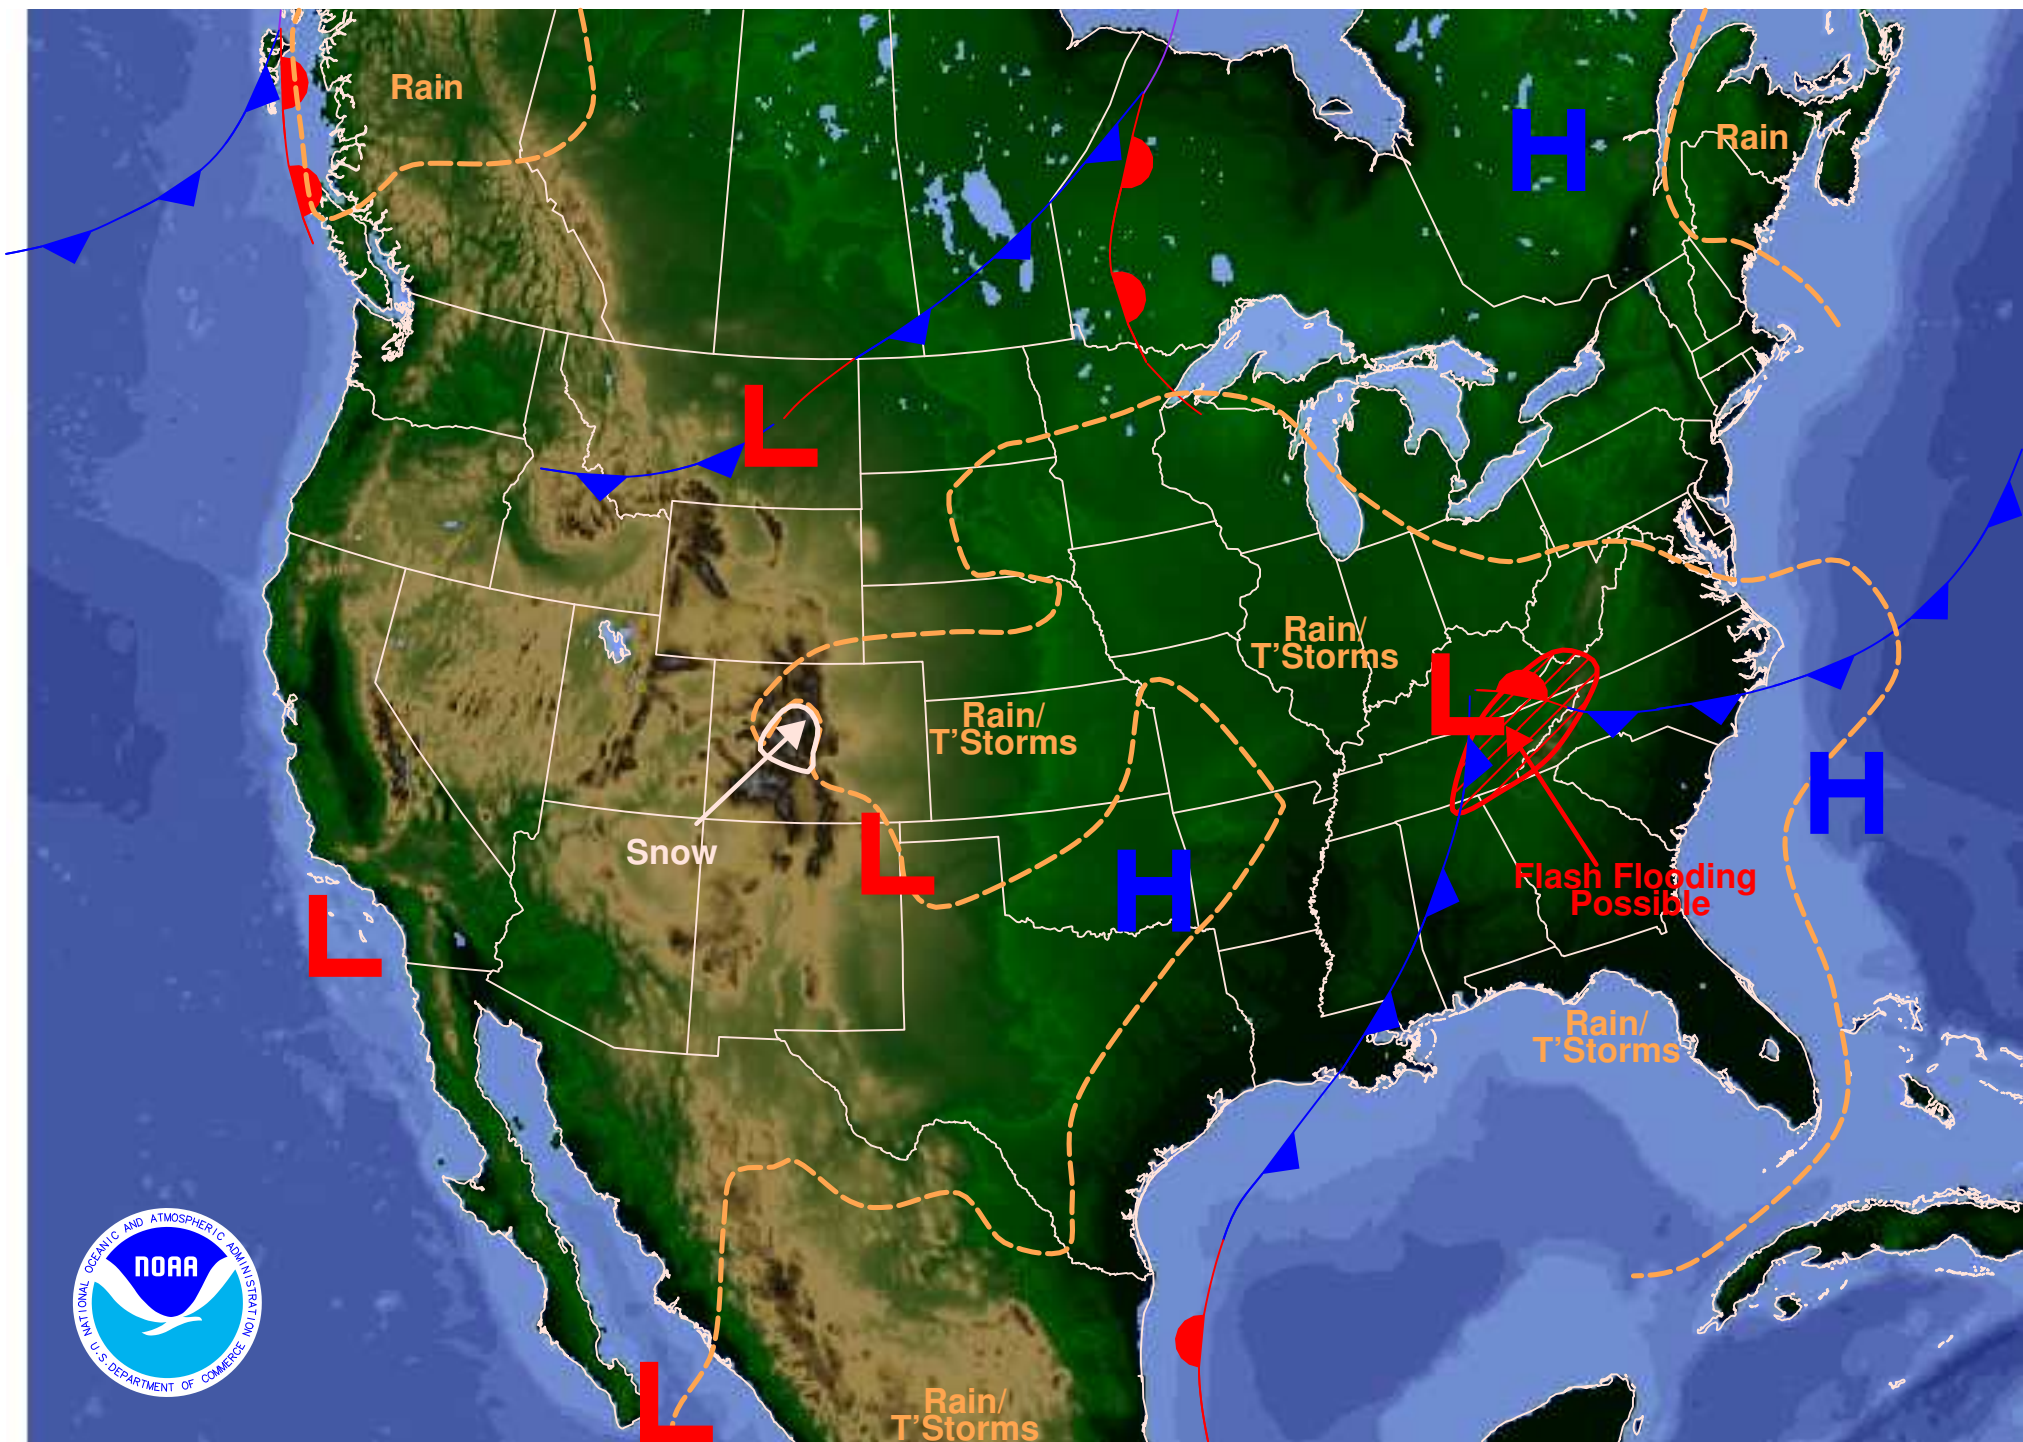 Rain
H
Rain
L
Rain/
T'Storms
L
Rain/
T'Storms
H
Snow
L
H
Flash Flooding
Possible
L
Rain/
T'Storms
NATIONAL OCEANIC AND ATMOSPHERIC ADMINISTRATION
NOAA
U.S. DEPARTMENT OF COMMERCE
L
Rain/
T'Storms